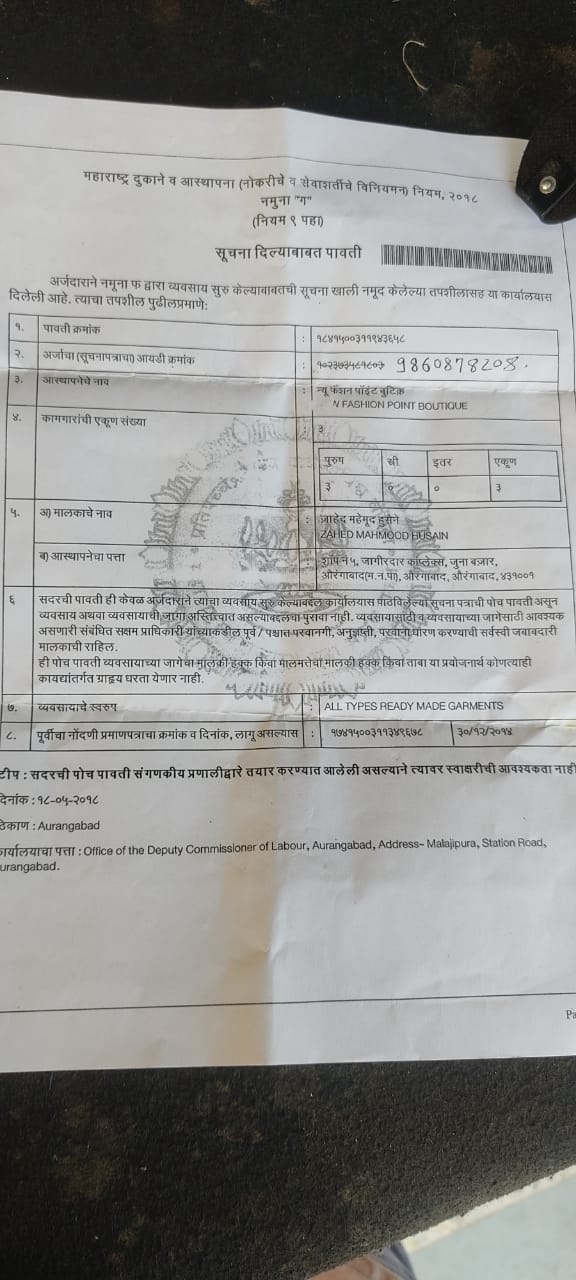 महाराष्ट्र दुकाने व आस्थापना (नोकरीचे व सेवाशर्तीचे विनियमन) नियम, २०१८
नमुना "ग"
(नियम ९ पहा)
सूचना दिल्याबाबत पावती
अर्जदाराने नमूना फ द्वारा व्यवसाय सुरु केल्याबाबतची सूचना खाली नमूद केलेल्या तपशीलासह या कार्यालयास
दिलेली आहे. त्याचा तपशील पुढीलप्रमाणे:
१. पावती क्रमांक : १८४१५००३११९४३६५८
२. अर्जाचा (सूचनापत्राचा) आयडी क्रमांक : 9860878208.
३. आस्थापनेचे नाव : न्यू फॅशन पॉइंट बुटिक
N FASHION POINT BOUTIQUE
४. कामगारांची एकूण संख्या : ३
पुरुष स्री इतर एकूण
३ ० ० ३
५. अ) मालकाचे नाव : जाहेद महेमूद हुसेन
ZAHED MAHMOOD HUSAIN
ब) आस्थापनेचा पत्ता : शॉप नं ५, जागीरदार काप्लेक्स, जुना बझार,
औरंगाबाद(म.न.पा), औरंगाबाद, औरंगाबाद, ४३१००१
६ सदरची पावती ही केवळ अर्जदाराने त्यांचा व्यवसाय सुरु केल्याबद्दल कार्यालयास पाठविलेल्या सूचना पत्राची पोच पावती असून
व्यवसाय अथवा व्यवसायाची जागा अस्तित्वात असल्याबद्दलचा पुरावा नाही. व्यवसायासाठी व व्यवसायाच्या जागेसाठी आवश्यक
असणारी संबंधित सक्षम प्राधिकारी यांच्याकडील पूर्व / पश्चात परवानगी, अनुज्ञप्ती, परवाना धारण करण्याची सर्वस्वी जबाबदारी
मालकाची राहिल.
ही पोच पावती व्यवसायाच्या जागेचा मालकी हक्क किंवा मालमत्तेचा मालकी हक्क किंवा ताबा या प्रयोजनार्थ कोणत्याही
कायद्यांतर्गत ग्राह्य धरता येणार नाही.
७. व्यवसायाचे स्वरुप : ALL TYPES READY MADE GARMENTS
८. पूर्वीचा नोंदणी प्रमाणपत्राचा क्रमांक व दिनांक, लागू असल्यास : १७४१५००३११३४९६७८ ३०/१२/२०१४
टीप : सदरची पोच पावती संगणकीय प्रणालीद्वारे तयार करण्यात आलेली असल्याने त्यावर स्वाक्षरीची आवश्यकता नाही
दिनांक : १८-०५-२०१८
ठिकाण : Aurangabad
कार्यालयाचा पत्ता : Office of the Deputy Commissioner of Labour, Aurangabad, Address- Malajipura, Station Road,
urangabad.
Pa